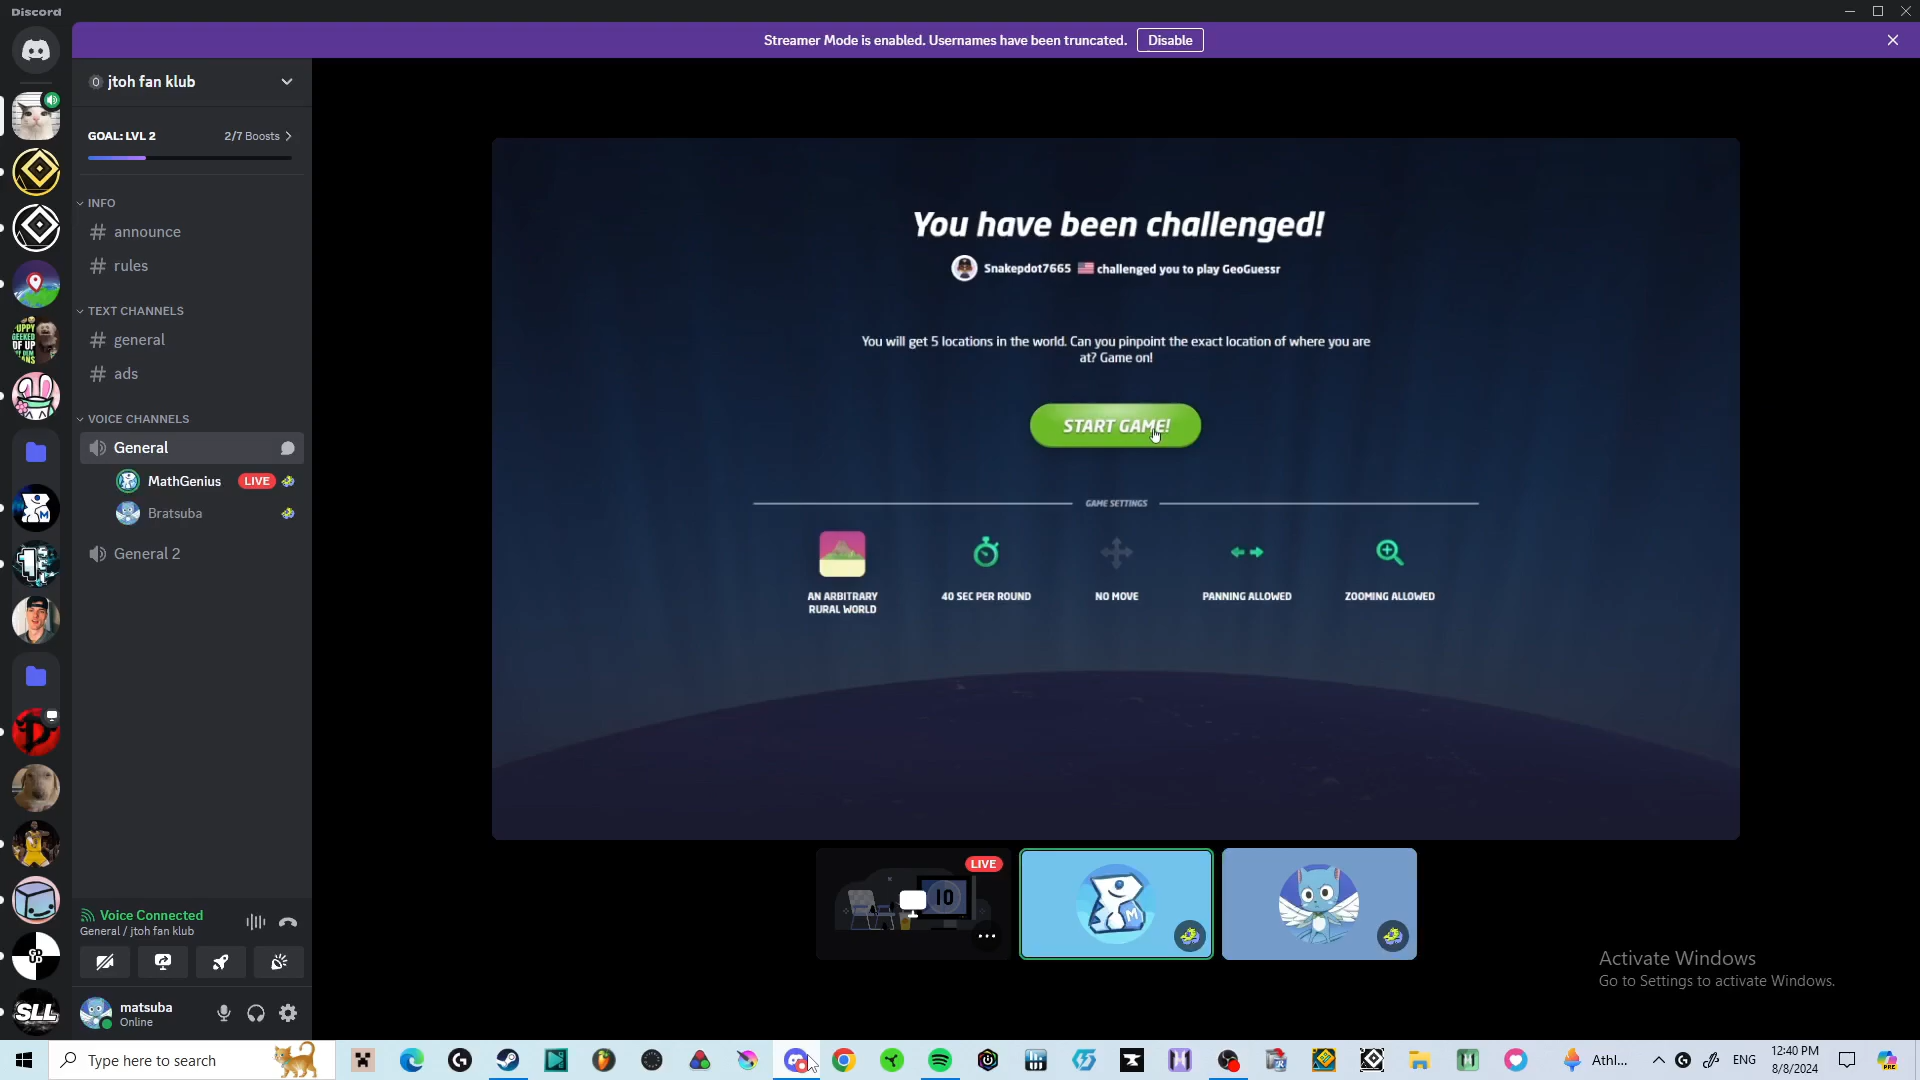 Discord
Streamer Mode is enabled. Usernames have been truncated.
Disable
jtoh fan klub
GOAL: LVL 2
2/7 Boosts
INFO
announce
rules
TEXT CHANNELS
general
ads
VOICE CHANNELS
General
MathGenius
LIVE
Bratsuba
General 2
You have been challenged!
Snakepdot7665 challenged you to play GeoGuessr
You will get 5 locations in the world. Can you pinpoint the exact location of where you are
at? Game on!
START GAME!
GAME SETTINGS
AN ARBITRARY
RURAL WORLD
40 SEC PER ROUND
NO MOVE
PANNING ALLOWED
ZOOMING ALLOWED
LIVE
10
M
Activate Windows
Go to Settings to activate Windows.
SLL
Voice Connected
General / jtoh fan klub
matsuba
Online
Type here to search
Athl...
ENG
12:40 PM
8/8/2024